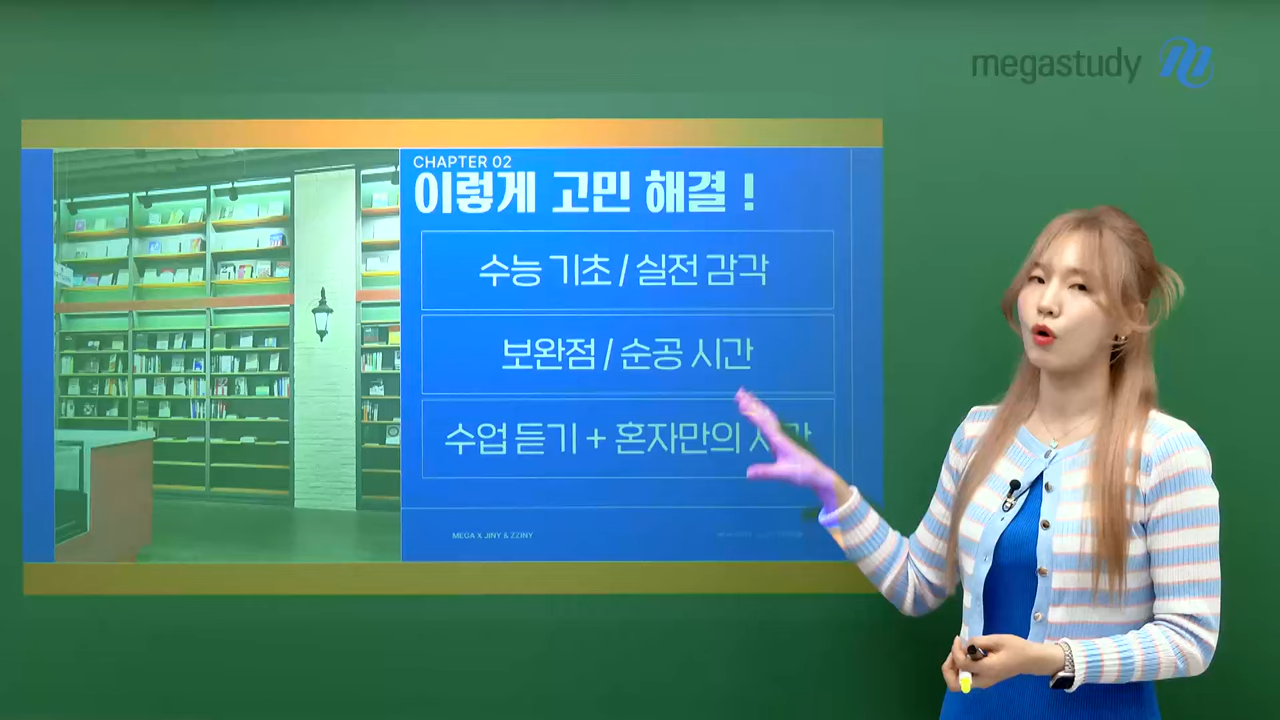 megastudy
CHAPTER 02
이렇게 고민 해결 !
수능 기초 / 실전 감각
보완점 / 순공 시간
수업 듣기 + 혼자만의
MEGA X JINY & ZZINY